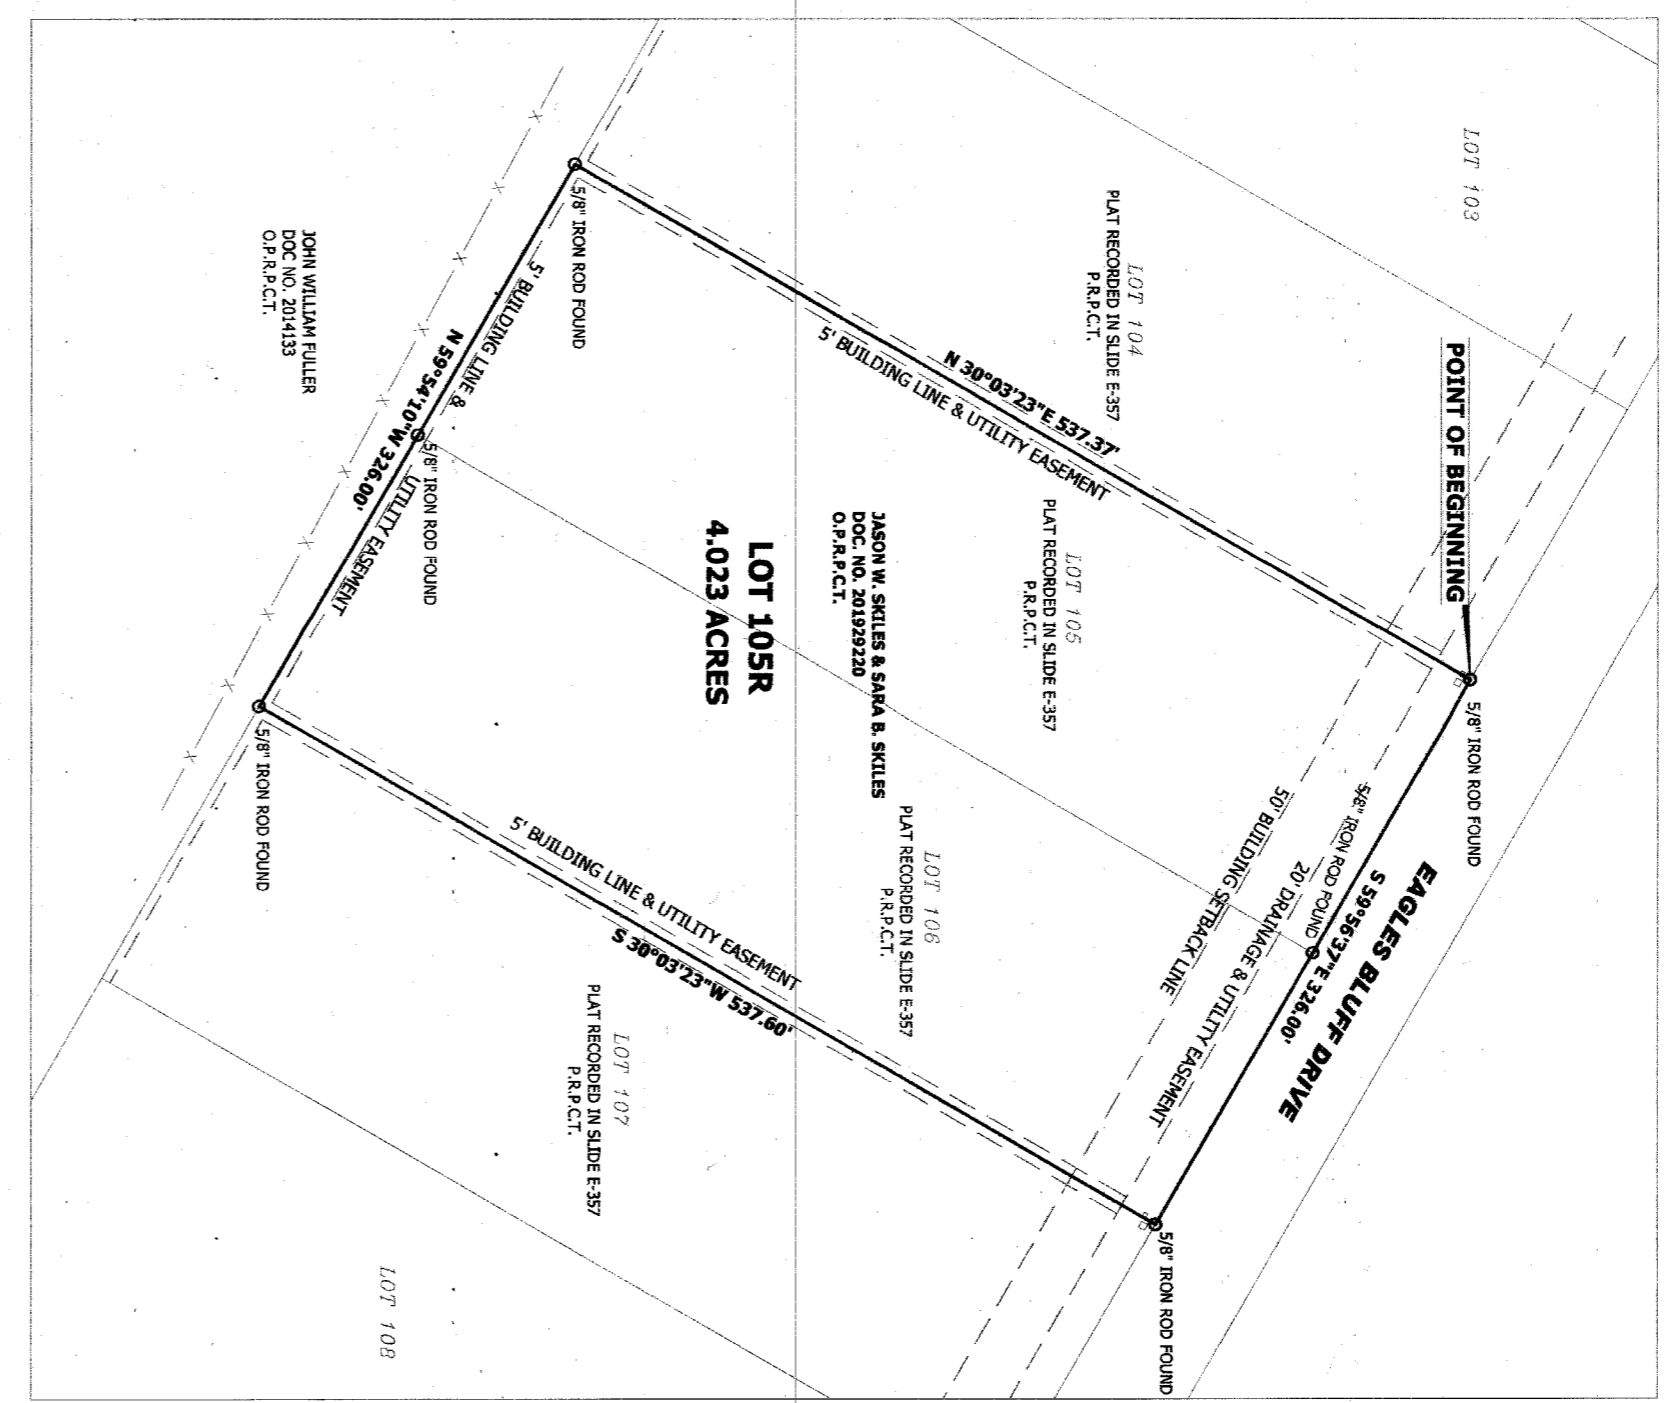 LOT 103
POINT OF BEGINNING
5/8" IRON ROD FOUND
EAGLES BLUFF DRIVE
S 59°56'37"E 326.00'
5/8" IRON ROD FOUND
20' DRAINAGE & UTILITY EASEMENT
50' BUILDING SETBACK LINE
5/8" IRON ROD FOUND
LOT 104
PLAT RECORDED IN SLIDE E-357
P.R.P.C.T.
N 30°03'23"E 537.37'
5' BUILDING LINE & UTILITY EASEMENT
LOT 105
PLAT RECORDED IN SLIDE E-357
P.R.P.C.T.
LOT 106
PLAT RECORDED IN SLIDE E-357
P.R.P.C.T.
JASON W. SKILES & SARA B. SKILES
DOC. NO. 201929220
O.P.R.P.C.T.
LOT 105R
4.023 ACRES
5' BUILDING LINE & UTILITY EASEMENT
S 30°03'23"W 537.60'
LOT 107
PLAT RECORDED IN SLIDE E-357
P.R.P.C.T.
5/8" IRON ROD FOUND
5' BUILDING LINE &
UTILITY EASEMENT
N 59°54'10"W 326.00'
5/8" IRON ROD FOUND
JOHN WILLIAM FULLER
DOC NO. 2014133
O.P.R.P.C.T.
5/8" IRON ROD FOUND
LOT 108